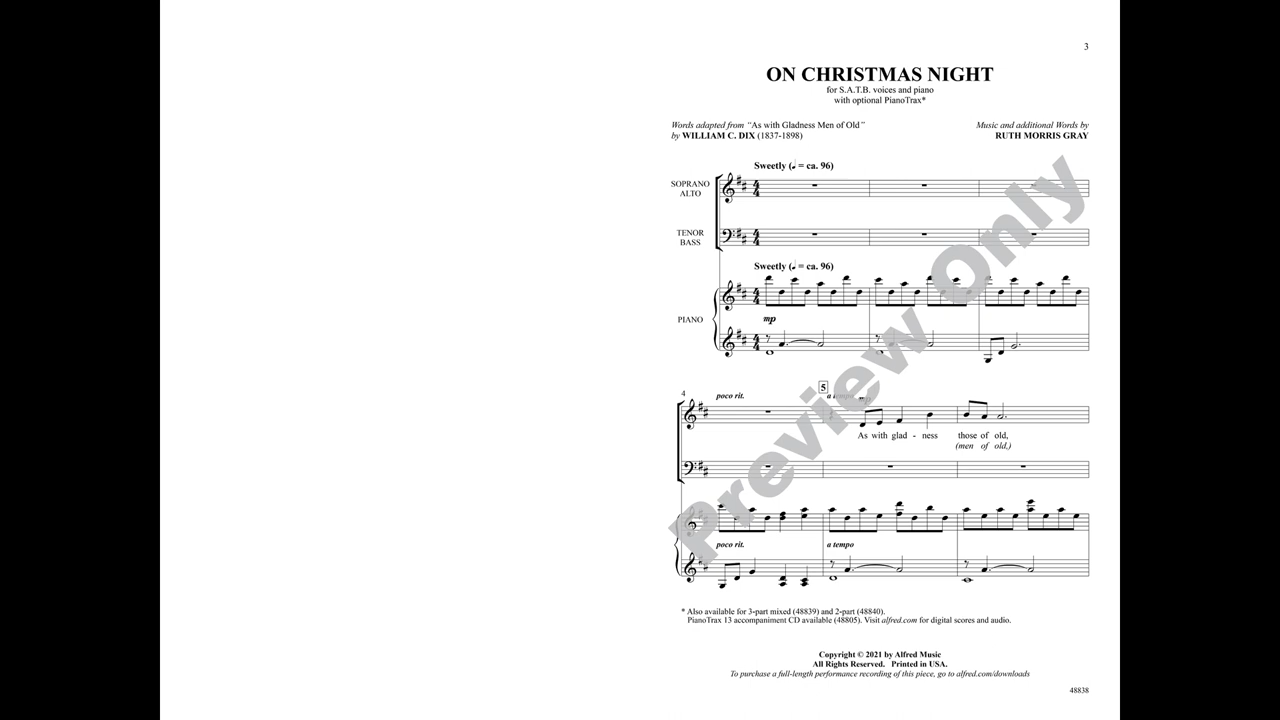 3
ON CHRISTMAS NIGHT
for S.A.T.B. voices and piano
with optional PianoTrax*
Words adapted from “As with Gladness Men of Old”
by WILLIAM C. DIX (1837-1898)
Music and additional Words by
RUTH MORRIS GRAY
Sweetly (♩ = ca. 96)
SOPRANO
ALTO
TENOR
BASS
Sweetly (♩ = ca. 96)
PIANO
mp
4
poco rit.
5
a tempo
mp
As with glad - ness those of old,
(men of old,)
poco rit.
a tempo
* Also available for 3-part mixed (48839) and 2-part (48840).
PianoTrax 13 accompaniment CD available (48805). Visit alfred.com for digital scores and audio.
Copyright © 2021 by Alfred Music
All Rights Reserved. Printed in USA.
To purchase a full-length performance recording of this piece, go to alfred.com/downloads
48838
Preview Only